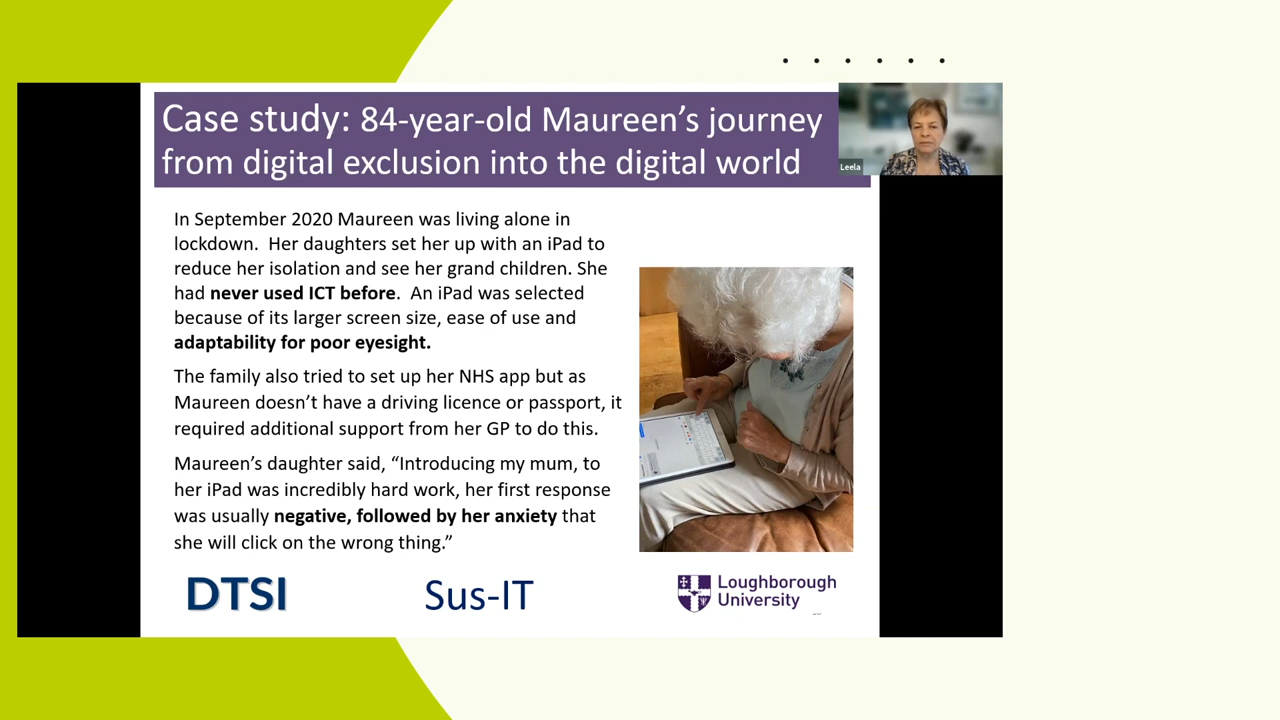 Case study: 84-year-old Maureen's journey
from digital exclusion into the digital world
Leela
In September 2020 Maureen was living alone in
lockdown.  Her daughters set her up with an iPad to
reduce her isolation and see her grand children. She
had never used ICT before.  An iPad was selected
because of its larger screen size, ease of use and
adaptability for poor eyesight.
The family also tried to set up her NHS app but as
Maureen doesn't have a driving licence or passport, it
required additional support from her GP to do this.
Maureen's daughter said, “Introducing my mum, to
her iPad was incredibly hard work, her first response
was usually negative, followed by her anxiety that
she will click on the wrong thing.”
DTSI
Sus-IT
Loughborough
University